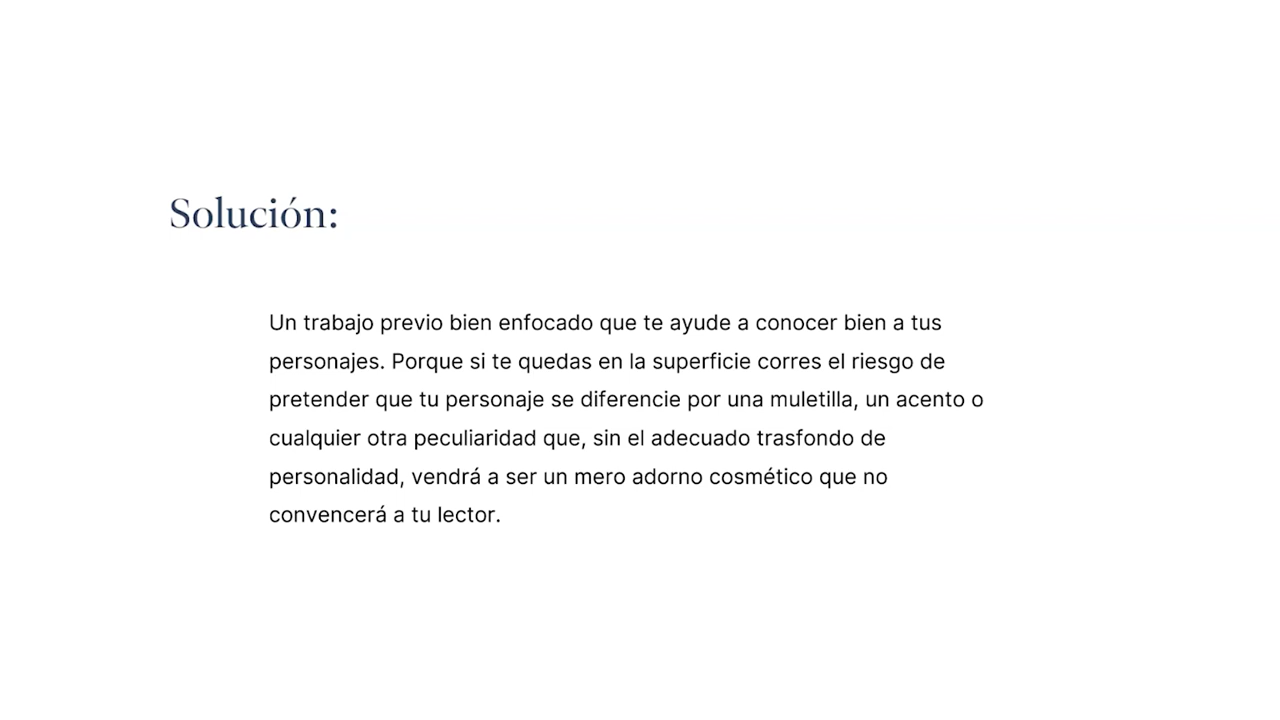 Solución:
Un trabajo previo bien enfocado que te ayude a conocer bien a tus
personajes. Porque si te quedas en la superficie corres el riesgo de
pretender que tu personaje se diferencie por una muletilla, un acento o
cualquier otra peculiaridad que, sin el adecuado trasfondo de
personalidad, vendrá a ser un mero adorno cosmético que no
convencerá a tu lector.